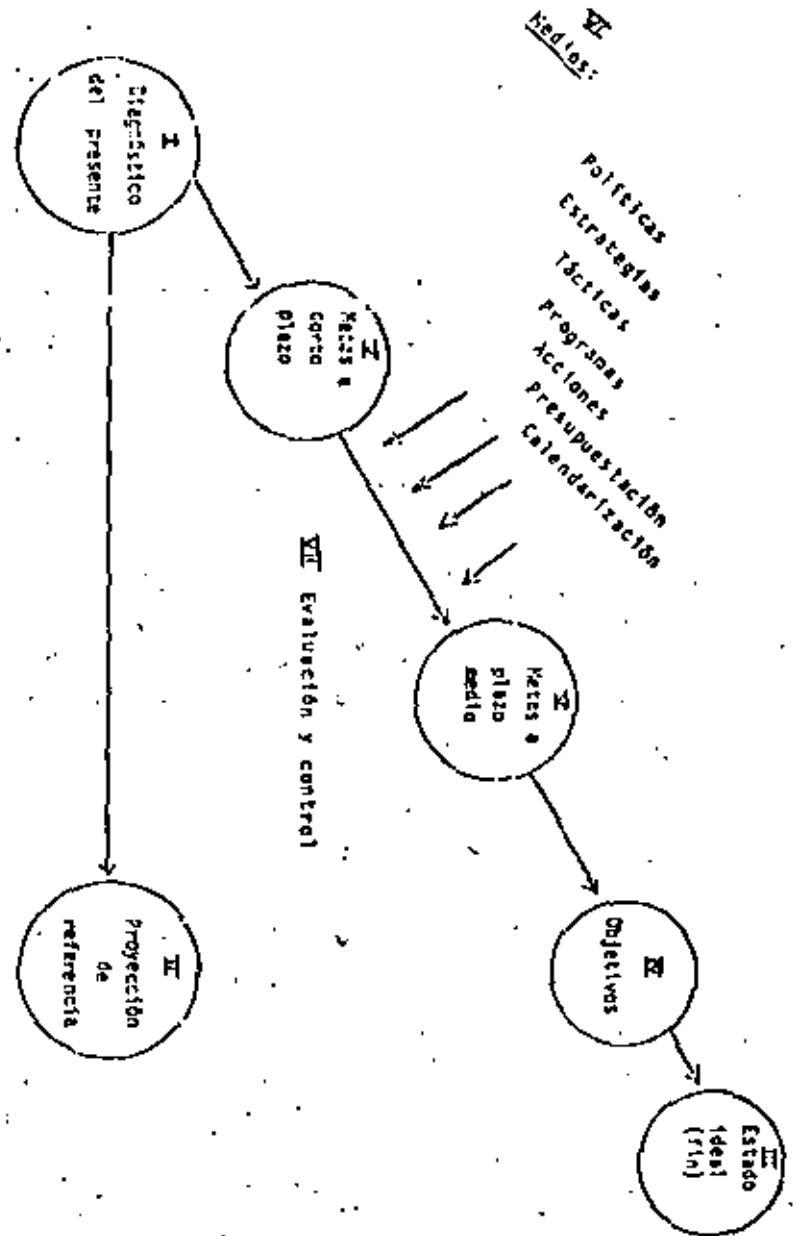 VI
Medios:
Políticas
Estrategias
Tácticas
Programas
Acciones
Presupuestación
Calendarización
I
Diagnóstico
del presente
V
Metas a
Corto
plazo
V
Metas a
plazo
medio
IV
Objetivos
III
Estado
ideal
(fin)
VII Evaluación y control
II
Proyección
de
referencia